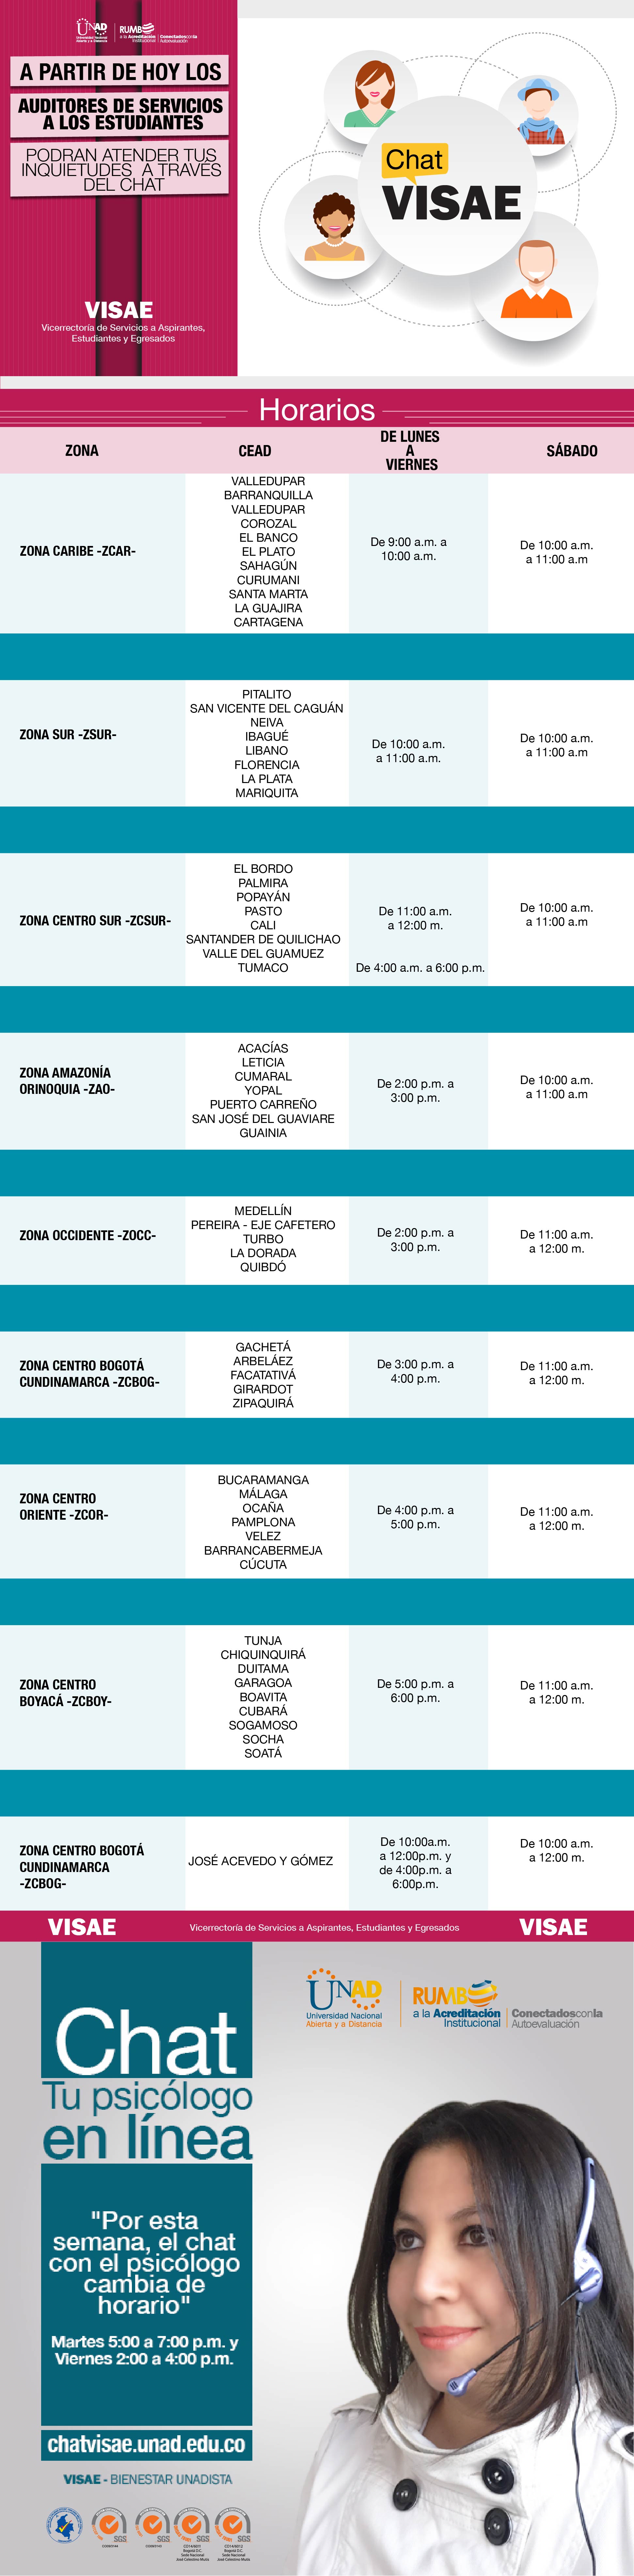 UNAD
Universidad Nacional
Abierta y a Distancia
RUMBO
a la Acreditación
Institucional
Conectadosconla
Autoevaluación
A PARTIR DE HOY LOS
AUDITORES DE SERVICIOS
A LOS ESTUDIANTES
PODRAN ATENDER TUS
INQUIETUDES A TRAVÉS
DEL CHAT
VISAE
Vicerrectoría de Servicios a Aspirantes,
Estudiantes y Egresados
Chat
VISAE
Horarios
ZONA
CEAD
DE LUNES
A
VIERNES
SÁBADO
ZONA CARIBE -ZCAR-
VALLEDUPAR
BARRANQUILLA
VALLEDUPAR
COROZAL
EL BANCO
EL PLATO
SAHAGÚN
CURUMANI
SANTA MARTA
LA GUAJIRA
CARTAGENA
De 9:00 a.m. a
10:00 a.m.
De 10:00 a.m.
a 11:00 a.m
ZONA SUR -ZSUR-
PITALITO
SAN VICENTE DEL CAGUÁN
NEIVA
IBAGUÉ
LIBANO
FLORENCIA
LA PLATA
MARIQUITA
De 10:00 a.m.
a 11:00 a.m.
De 10:00 a.m.
a 11:00 a.m
ZONA CENTRO SUR -ZCSUR-
EL BORDO
PALMIRA
POPAYÁN
PASTO
CALI
SANTANDER DE QUILICHAO
VALLE DEL GUAMUEZ
TUMACO
De 11:00 a.m.
a 12:00 m.
De 4:00 a.m. a 6:00 p.m.
De 10:00 a.m.
a 11:00 a.m
ZONA AMAZONÍA
ORINOQUIA -ZAO-
ACACÍAS
LETICIA
CUMARAL
YOPAL
PUERTO CARREÑO
SAN JOSÉ DEL GUAVIARE
GUAINIA
De 2:00 p.m. a
3:00 p.m.
De 10:00 a.m.
a 11:00 a.m
ZONA OCCIDENTE -ZOCC-
MEDELLÍN
PEREIRA - EJE CAFETERO
TURBO
LA DORADA
QUIBDÓ
De 2:00 p.m. a
3:00 p.m.
De 11:00 a.m.
a 12:00 m.
ZONA CENTRO BOGOTÁ
CUNDINAMARCA -ZCBOG-
GACHETÁ
ARBELÁEZ
FACATATIVÁ
GIRARDOT
ZIPAQUIRÁ
De 3:00 p.m. a
4:00 p.m.
De 11:00 a.m.
a 12:00 m.
ZONA CENTRO
ORIENTE -ZCOR-
BUCARAMANGA
MÁLAGA
OCAÑA
PAMPLONA
VELEZ
BARRANCABERMEJA
CÚCUTA
De 4:00 p.m. a
5:00 p.m.
De 11:00 a.m.
a 12:00 m.
ZONA CENTRO
BOYACÁ -ZCBOY-
TUNJA
CHIQUINQUIRÁ
DUITAMA
GARAGOA
BOAVITA
CUBARÁ
SOGAMOSO
SOCHA
SOATÁ
De 5:00 p.m. a
6:00 p.m.
De 11:00 a.m.
a 12:00 m.
ZONA CENTRO BOGOTÁ
CUNDINAMARCA
-ZCBOG-
JOSÉ ACEVEDO Y GÓMEZ
De 10:00a.m.
a 12:00p.m. y
de 4:00p.m. a
6:00p.m.
De 10:00 a.m.
a 12:00 m.
VISAE
Vicerrectoría de Servicios a Aspirantes, Estudiantes y Egresados
VISAE
UNAD
Universidad Nacional
Abierta y a Distancia
RUMBO
a la Acreditación
Institucional
Conectadosconla
Autoevaluación
Chat
Tu psicólogo
en línea
"Por esta
semana, el chat
con el psicólogo
cambia de
horario"
Martes 5:00 a 7:00 p.m. y
Viernes 2:00 a 4:00 p.m.
chatvisae.unad.edu.co
VISAE - BIENESTAR UNADISTA
SGS
SGS
SGS
SGS
Bogotá D.C.
Sede Nacional
José Celestino Mutis
Bogotá D.C.
Sede Nacional
José Celestino Mutis